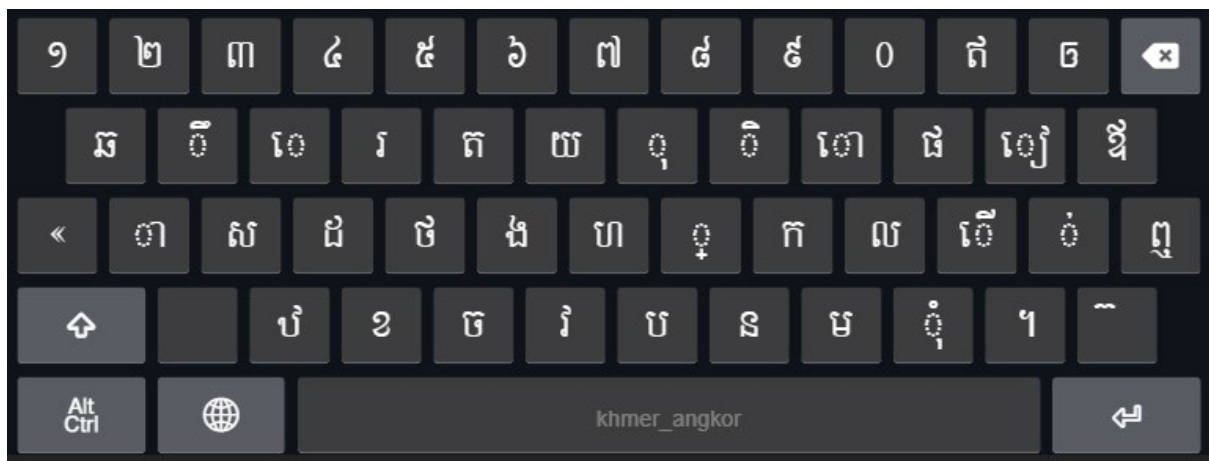 ១ ២ ៣ ៤ ៥ ៦ ៧ ៨ ៩ ០ ឥ ឲ
ឆ ឹ េ រ ត យ ុ ិ ោ ផ ៀ ឪ
« ា ស ដ ថ ង ហ ្ ក ល ើ ់ ឮ
ឋ ខ ច វ ប ន ម ុំ ។ ៊
Alt
Ctrl
khmer_angkor